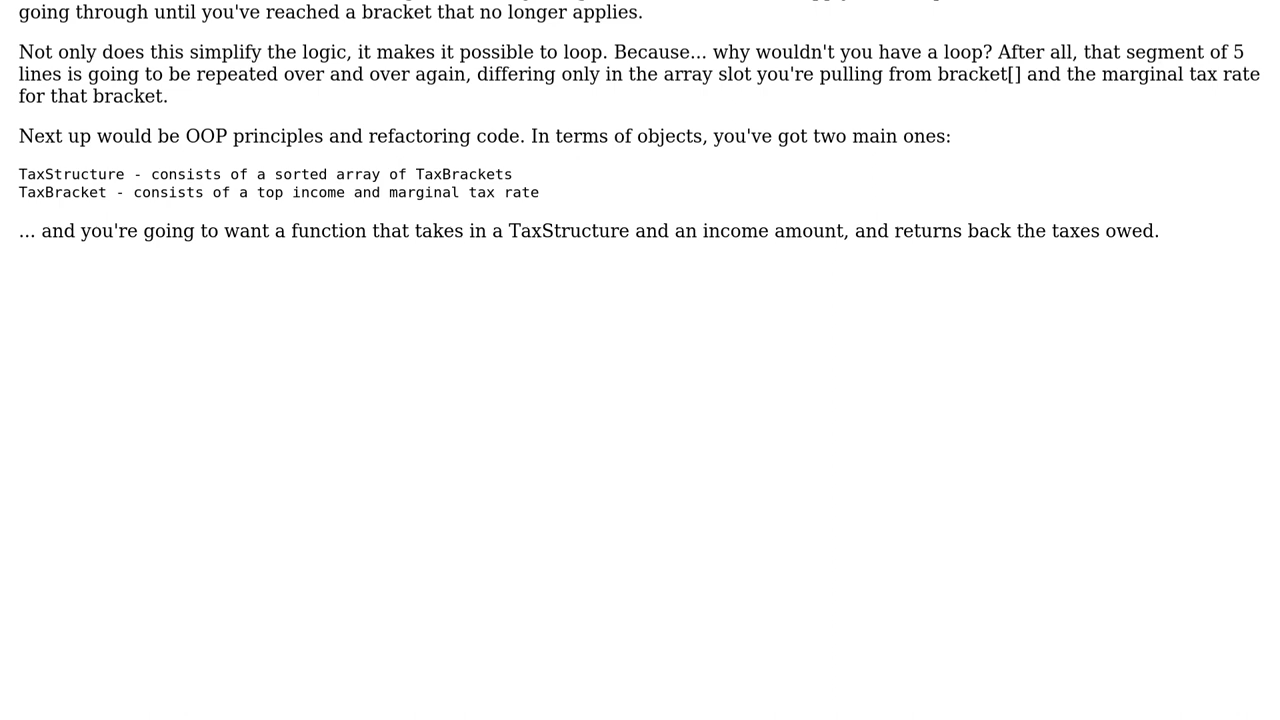 going through until you've reached a bracket that no longer applies.
Not only does this simplify the logic, it makes it possible to loop. Because... why wouldn't you have a loop? After all, that segment of 5
lines is going to be repeated over and over again, differing only in the array slot you're pulling from bracket[] and the marginal tax rate
for that bracket.
Next up would be OOP principles and refactoring code. In terms of objects, you've got two main ones:
TaxStructure - consists of a sorted array of TaxBrackets
TaxBracket - consists of a top income and marginal tax rate
... and you're going to want a function that takes in a TaxStructure and an income amount, and returns back the taxes owed.